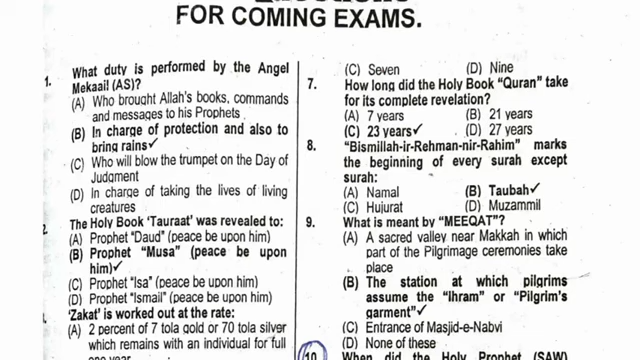 FOR COMING EXAMS.
1. What duty is performed by the Angel
Mekaail (AS)?
(A) Who brought Allah's books, commands
and messages to his Prophets
(B) In charge of protection and also to
bring rains✓
(C) Who will blow the trumpet on the Day of
Judgment
(D) In charge of taking the lives of living
creatures
2. The Holy Book 'Tauraat' was revealed to:
(A) Prophet "Daud" (peace be upon him)
(B) Prophet "Musa" (peace be upon
him)✓
(C) Prophet "Isa" (peace be upon him)
(D) Prophet "Ismail" (peace be upon him)
'Zakat' is worked out at the rate:
(A) 2 percent of 7 tola gold or 70 tola silver
which remains with an individual for full
one year
(C) Seven (D) Nine
7. How long did the Holy Book "Quran" take
for its complete revelation?
(A) 7 years (B) 21 years
(C) 23 years✓ (D) 27 years
8. "Bismillah-ir-Rehman-nir-Rahim" marks
the beginning of every surah except
surah:
(A) Namal (B) Taubah✓
(C) Hujurat (D) Muzammil
9. What is meant by "MEEQAT"?
(A) A sacred valley near Makkah in which
part of the Pilgrimage ceremonies take
place
(B) The station at which pilgrims
assume the "Ihram" or "Pilgrim's
garment"✓
(C) Entrance of Masjid-e-Nabvi
(D) None of these
10. When did the Holy Prophet (SAW)